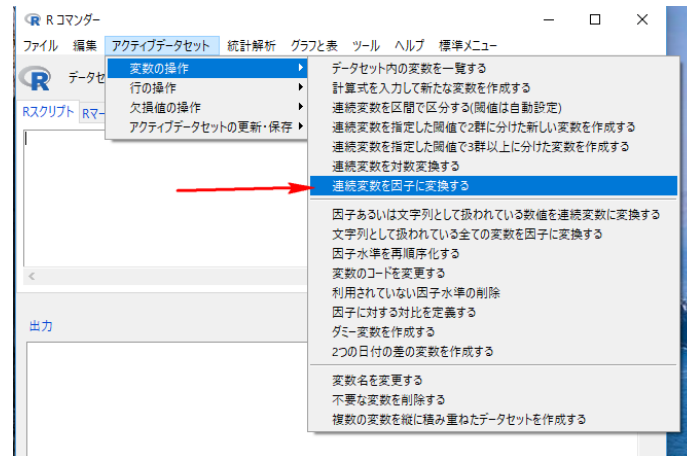 R コマンダー
ファイル 編集 アクティブデータセット 統計解析 グラフと表 ツール ヘルプ 標準メニュー
データセ
Rスクリプト Rマー
変数の操作
行の操作
欠損値の操作
アクティブデータセットの更新・保存
データセット内の変数を一覧する
計算式を入力して新たな変数を作成する
連続変数を区間で区分する(閾値は自動設定)
連続変数を指定した閾値で2群に分けた新しい変数を作成する
連続変数を指定した閾値で3群以上に分けた変数を作成する
連続変数を対数変換する
連続変数を因子に変換する
因子あるいは文字列として扱われている数値を連続変数に変換する
文字列として扱われている全ての変数を因子に変換する
因子水準を再順序化する
変数のコードを変更する
利用されていない因子水準の削除
因子に対する対比を定義する
ダミー変数を作成する
2つの日付の差の変数を作成する
変数名を変更する
不要な変数を削除する
複数の変数を縦に積み重ねたデータセットを作成する
出力